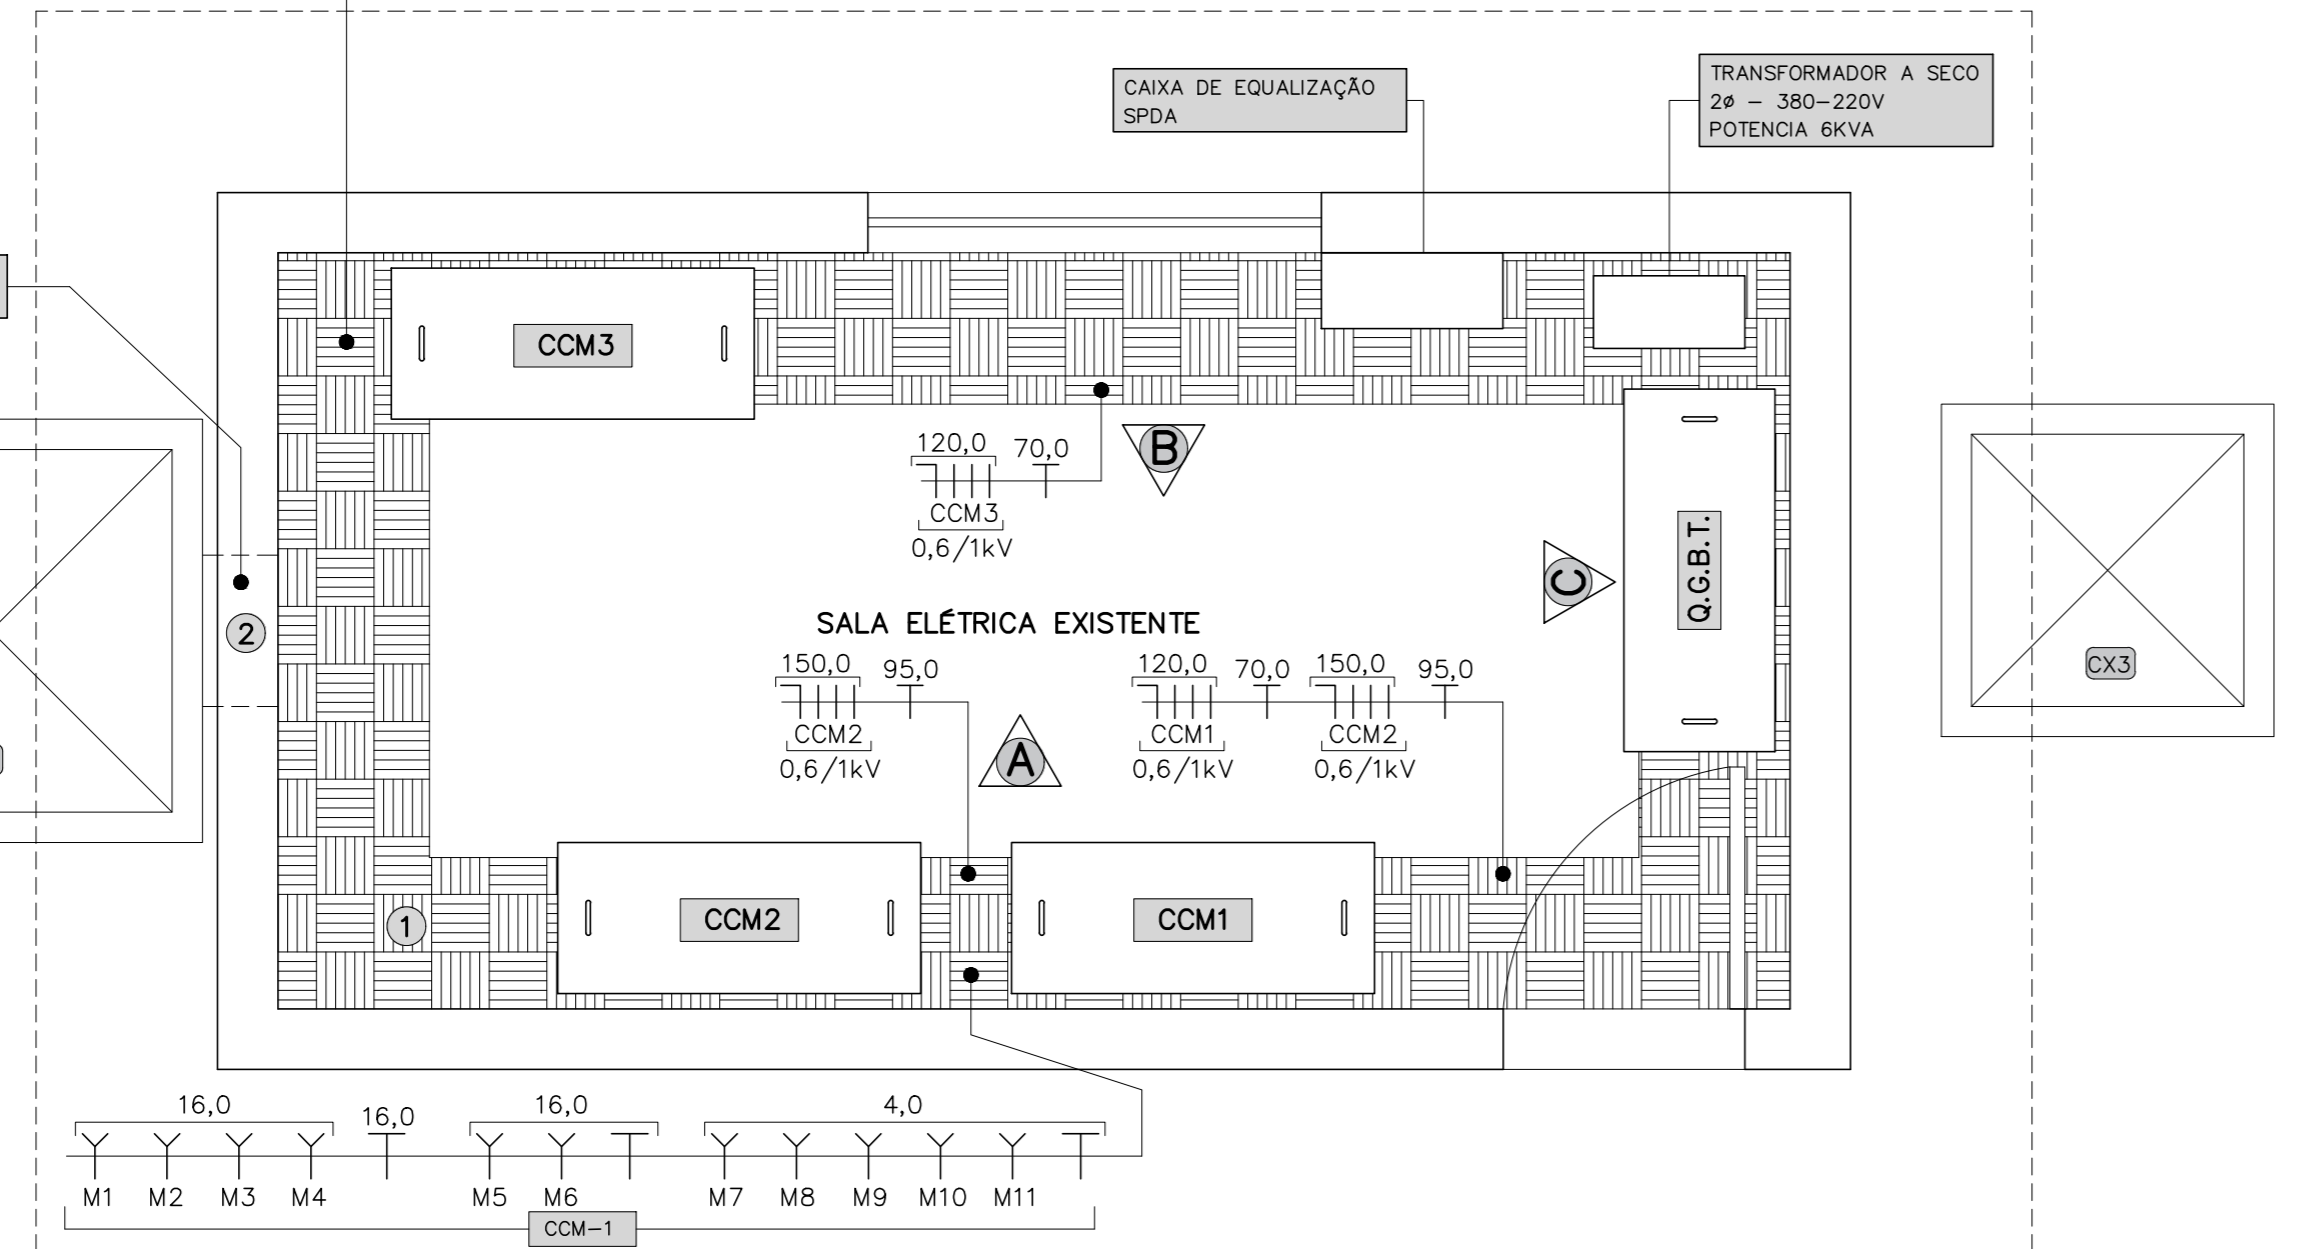 CAIXA DE EQUALIZAÇÃO
SPDA
TRANSFORMADOR A SECO
2ø – 380–220V
POTENCIA 6KVA
CCM3
120,0
70,0
CCM3
0,6/1kV
B
C
Q.G.B.T.
2
SALA ELÉTRICA EXISTENTE
150,0
95,0
CCM2
0,6/1kV
A
120,0
70,0
150,0
95,0
CCM1
CCM2
0,6/1kV
0,6/1kV
CX3
1
CCM2
CCM1
16,0
16,0
16,0
4,0
M1 M2 M3 M4 M5 M6 M7 M8 M9 M10 M11
CCM–1